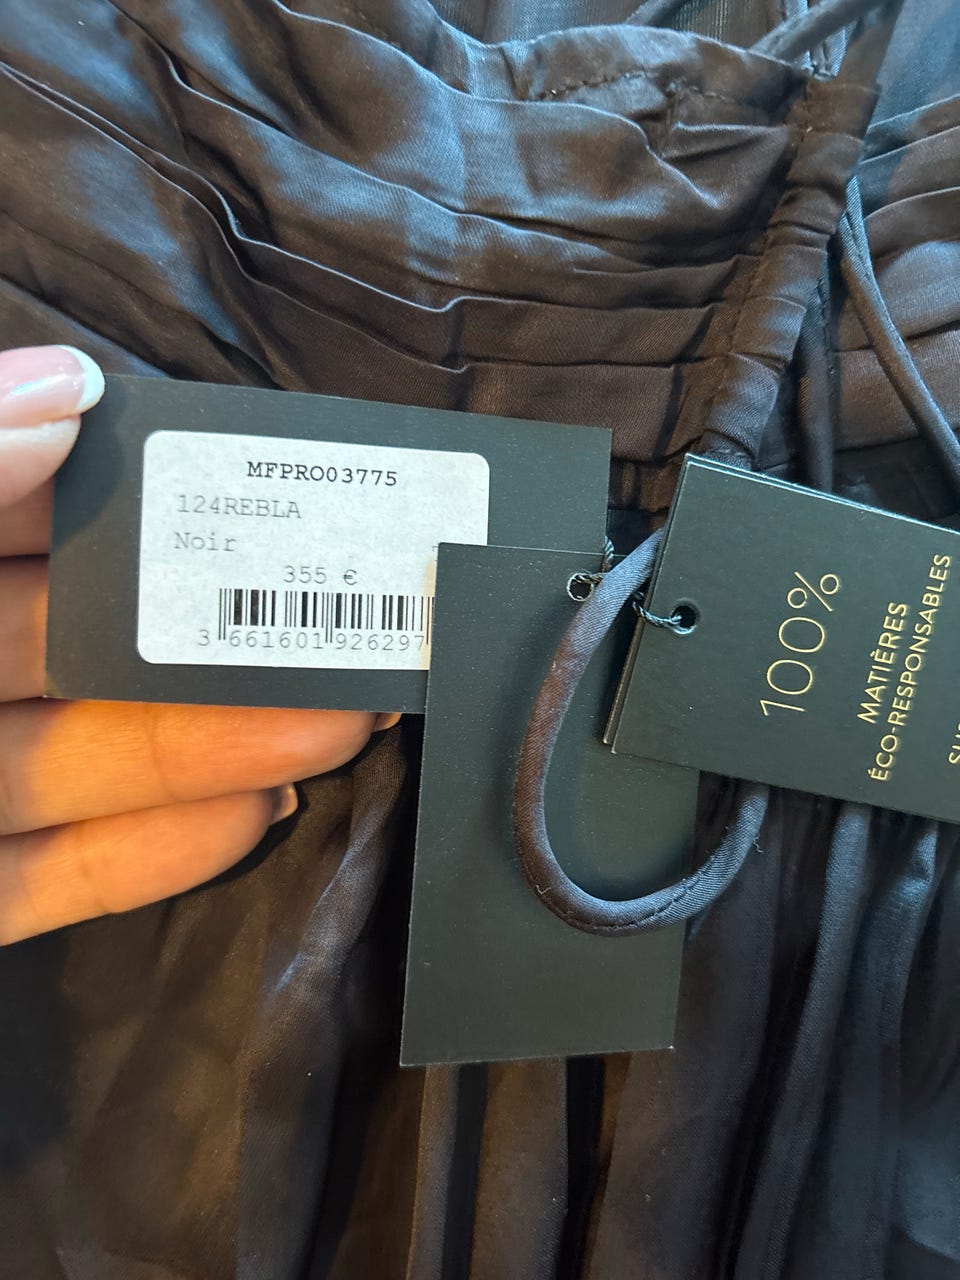 MFPRO03775
124REBLA
Noir
355 €
3 661601 926297
100%
MATIÈRES
ÉCO-RESPONSABLES